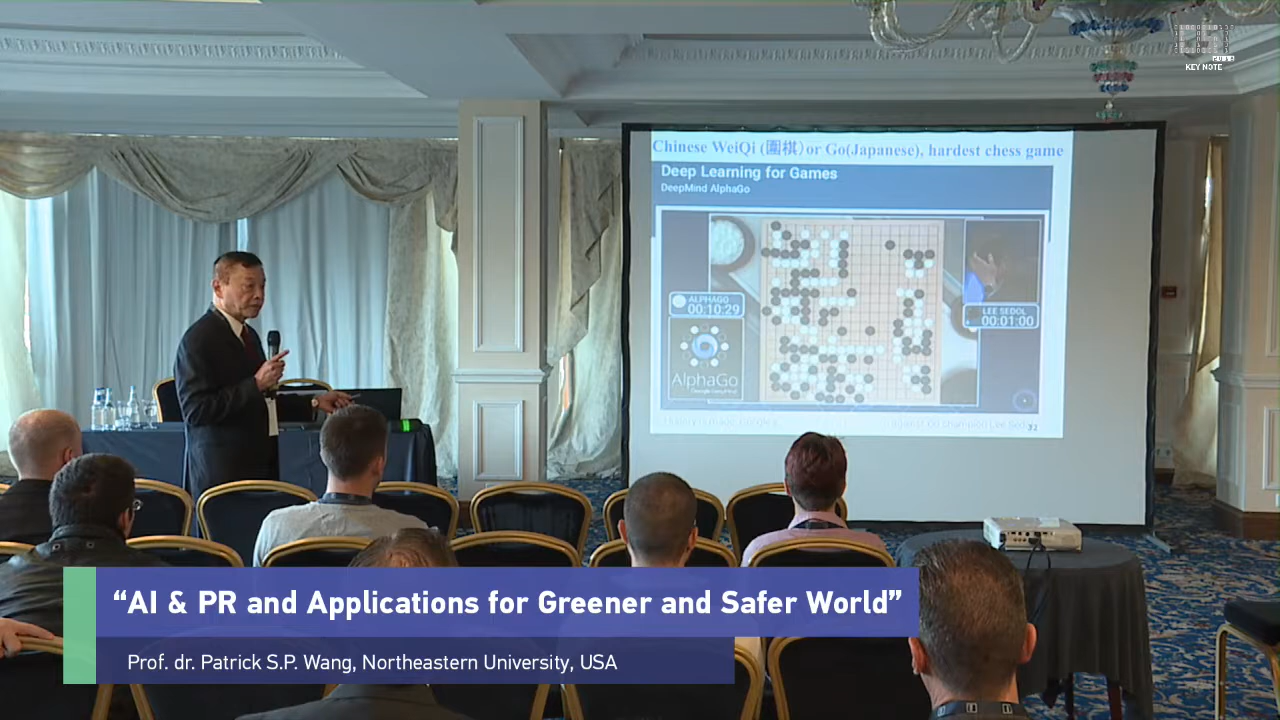 KEY NOTE
Chinese WeiQi (圍棋)or Go(Japanese), hardest chess game
Deep Learning for Games
DeepMind AlphaGo
ALPHAGO
00:10:29
LEE SEDOL
00:01:00
AlphaGo
“AI & PR and Applications for Greener and Safer World”
Prof. dr. Patrick S.P. Wang, Northeastern University, USA